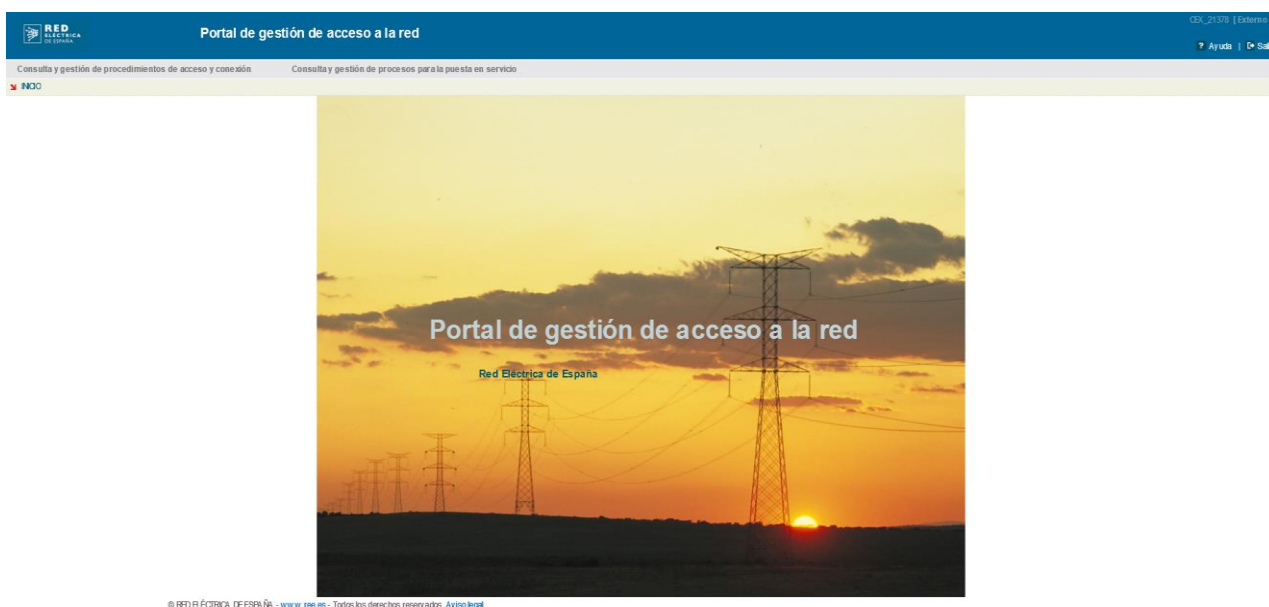 RED
ELÉCTRICA
DE ESPAÑA
Portal de gestión de acceso a la red
CEX_21378 [Externo
? Ayuda | Sal
Consulta y gestión de procedimientos de acceso y conexión
Consulta y gestión de procesos para la puesta en servicio
INICIO
Portal de gestión de acceso a la red
Red Eléctrica de España
© RED ELÉCTRICA DE ESPAÑA - www.ree.es - Todos los derechos reservados. Aviso legal